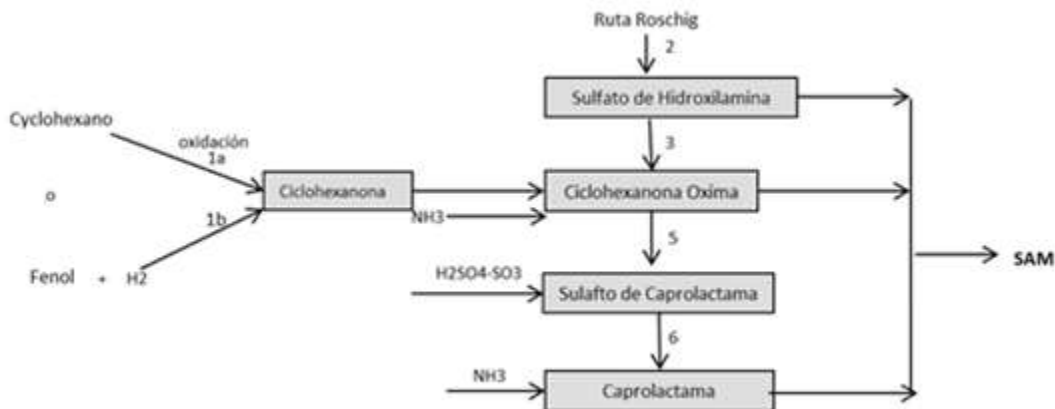 Ruta Roschig
2
Sulfato de Hidroxilamina
Cyclohexano
oxidación
1a
3
o
Ciclohexanona
Ciclohexanona Oxima
NH3
1b
5
Fenol + H2
H2SO4-SO3
SAM
Sulafto de Caprolactama
6
NH3
Caprolactama